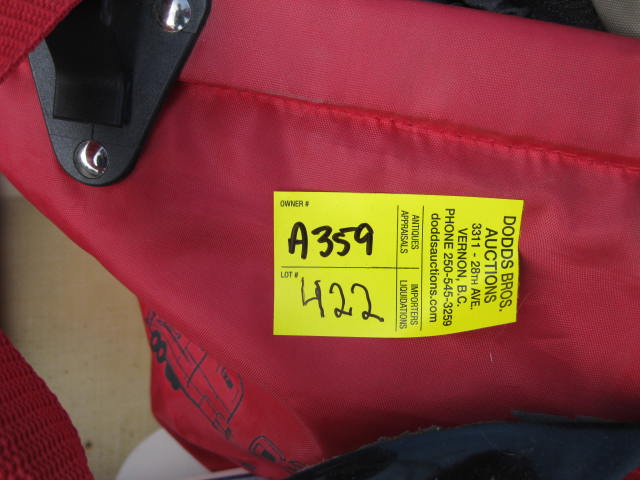 OWNER #
A359
LOT #
422
ANTIQUES
APPRAISALS
IMPORTERS
LIQUIDATIONS
DODDS BROS.
AUCTIONS
3311 - 28TH AVE.
VERNON, B.C.
PHONE 250-545-3259
doddsauctions.com